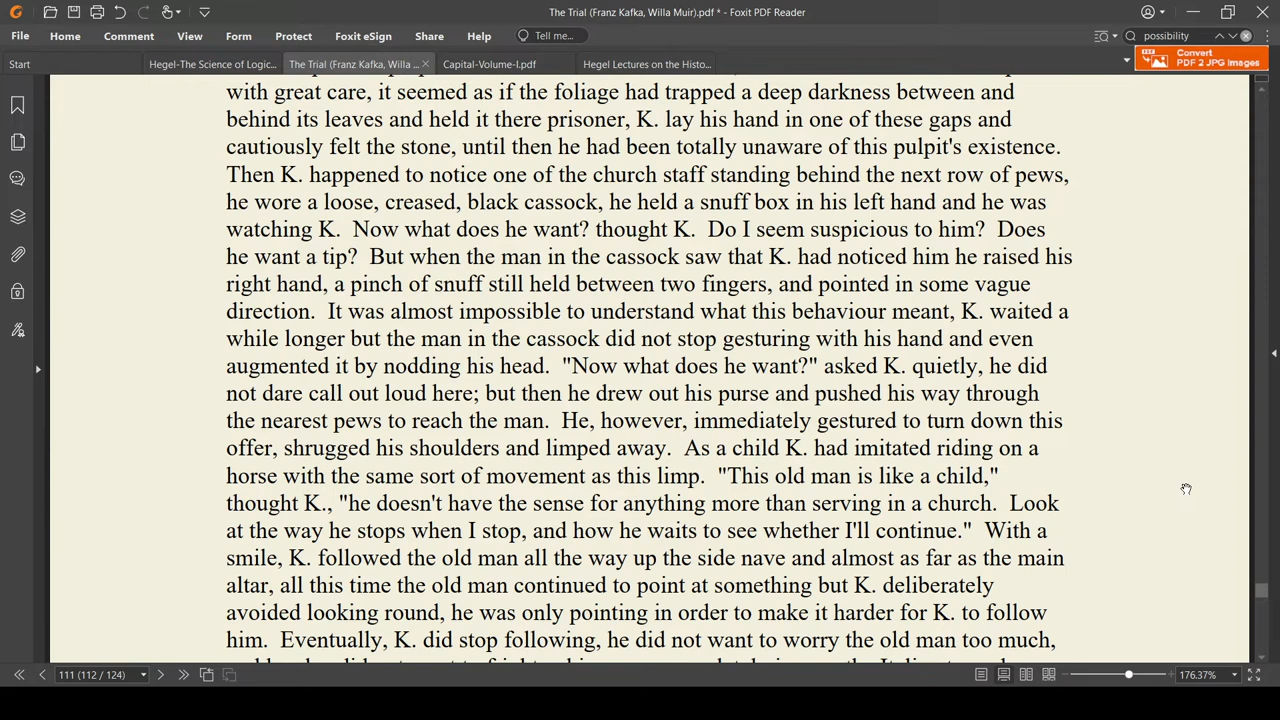 The Trial (Franz Kafka, Willa Muir).pdf * - Foxit PDF Reader
File Home Comment View Form Protect Foxit eSign Share Help Tell me... possibility
Start Hegel-The Science of Logic... The Trial (Franz Kafka, Willa ... Capital-Volume-I.pdf Hegel Lectures on the Histo... Convert
PDF 2 JPG Images
with great care, it seemed as if the foliage had trapped a deep darkness between and
behind its leaves and held it there prisoner, K. lay his hand in one of these gaps and
cautiously felt the stone, until then he had been totally unaware of this pulpit's existence.
Then K. happened to notice one of the church staff standing behind the next row of pews,
he wore a loose, creased, black cassock, he held a snuff box in his left hand and he was
watching K.  Now what does he want? thought K.  Do I seem suspicious to him?  Does
he want a tip?  But when the man in the cassock saw that K. had noticed him he raised his
right hand, a pinch of snuff still held between two fingers, and pointed in some vague
direction.  It was almost impossible to understand what this behaviour meant, K. waited a
while longer but the man in the cassock did not stop gesturing with his hand and even
augmented it by nodding his head.  "Now what does he want?" asked K. quietly, he did
not dare call out loud here; but then he drew out his purse and pushed his way through
the nearest pews to reach the man.  He, however, immediately gestured to turn down this
offer, shrugged his shoulders and limped away.  As a child K. had imitated riding on a
horse with the same sort of movement as this limp.  "This old man is like a child,"
thought K., "he doesn't have the sense for anything more than serving in a church.  Look
at the way he stops when I stop, and how he waits to see whether I'll continue."  With a
smile, K. followed the old man all the way up the side nave and almost as far as the main
altar, all this time the old man continued to point at something but K. deliberately
avoided looking round, he was only pointing in order to make it harder for K. to follow
him.  Eventually, K. did stop following, he did not want to worry the old man too much,
111 (112 / 124) 176.37%